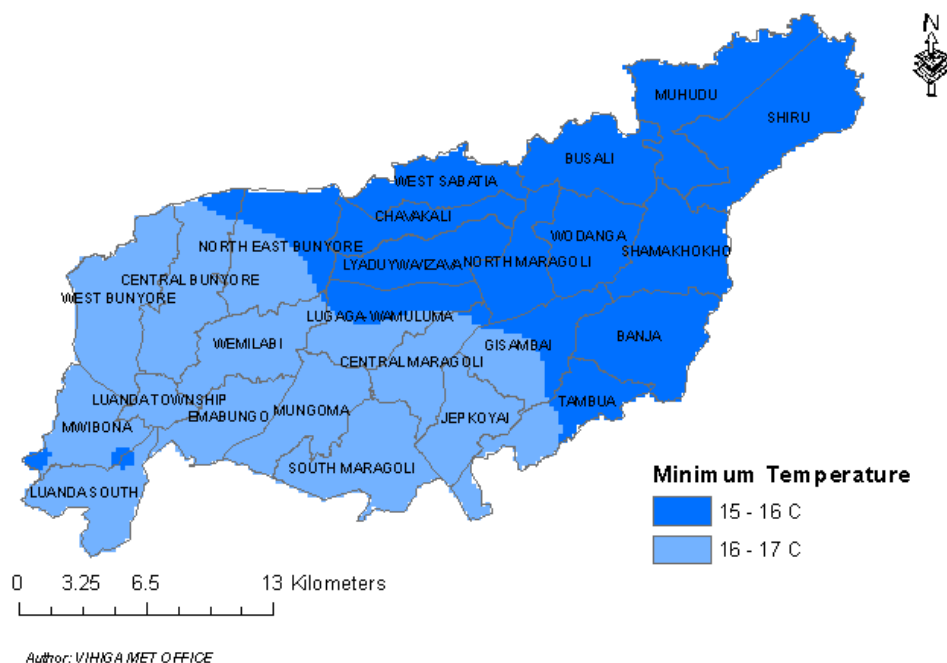 N
MUHUDU
SHIRU
BUSALI
WEST SABATIA
CHAVAKALI
WODANGA
NORTH EAST BUNYORE
SHAMAKHOKHO
LYADUYWA/IZAVA NORTH MARAGOLI
CENTRAL BUNYORE
WEST BUNYORE
LUGAGA-WAMULUMA
BANJA
WEMILABI
GISAMBAI
CENTRAL MARAGOLI
LUANDA TOWNSHIP
TAMBUA
EMABUNGO
MUNGOMA
JEPKOYAI
MWIBONA
SOUTH MARAGOLI
LUANDA SOUTH
Minimum Temperature
15 - 16 C
16 - 17 C
0 3.25 6.5 13 Kilometers
Author: VIHIGA MET OFFICE